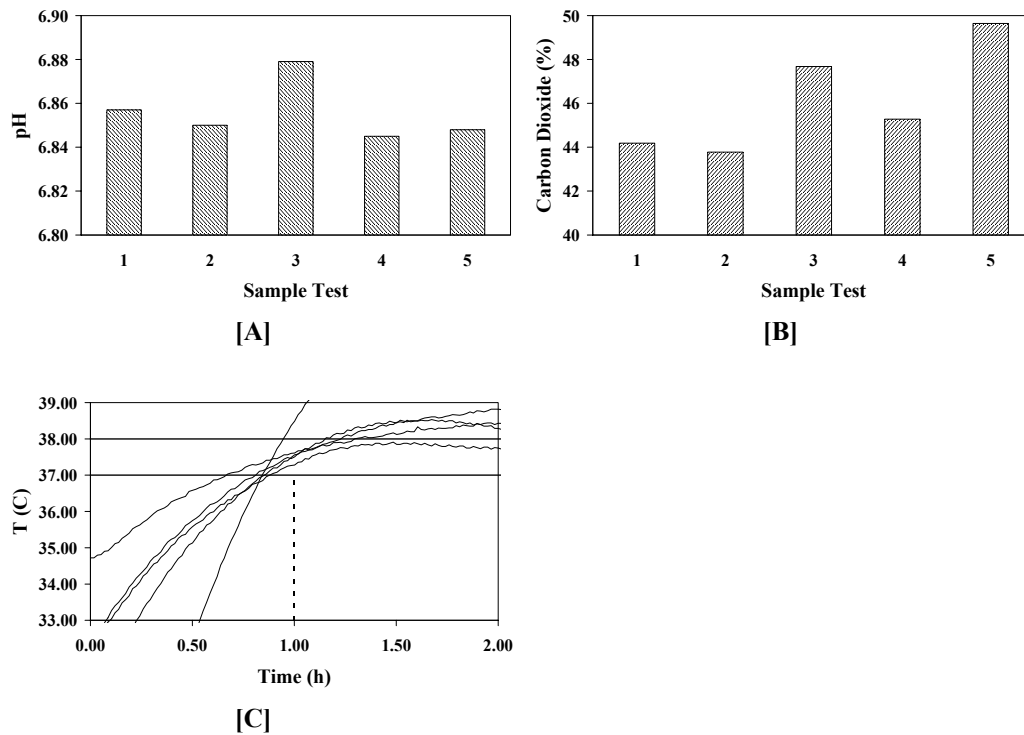 6.90
6.88
6.86
6.84
6.82
6.80
pH
1 2 3 4 5
Sample Test
[A]
50
48
46
44
42
40
Carbon Dioxide (%)
1 2 3 4 5
Sample Test
[B]
39.00
38.00
37.00
36.00
35.00
34.00
33.00
T (C)
0.00 0.50 1.00 1.50 2.00
Time (h)
[C]